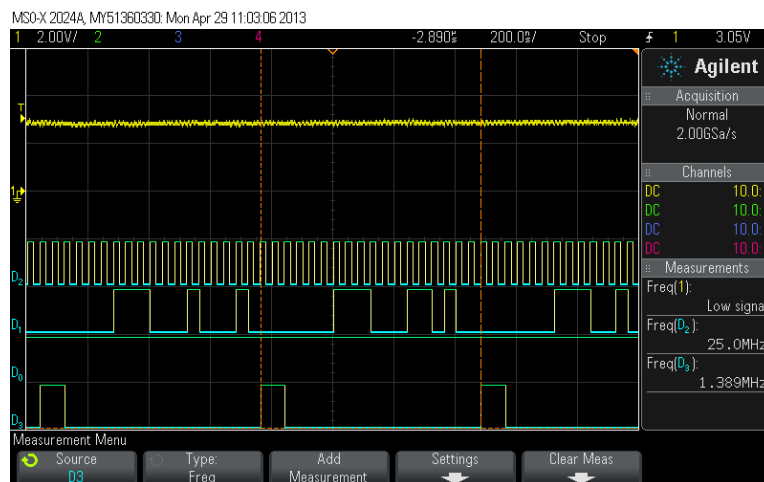 MSO-X 2024A, MY51360330: Mon Apr 29 11:03:06 2013
1 2.00V/ 2 3 4 -2.890s 200.0s/ Stop 1 3.05V
Agilent
Acquisition
Normal
2.00GSa/s
Channels
DC 10.0:
DC 10.0:
DC 10.0:
DC 10.0:
Measurements
Freq(1):
Low signa
Freq(D2):
25.0MHz
Freq(D3):
1.389MHz
T
1
D2
D1
D0
D3
Measurement Menu
Source
D3
Type:
Freq
Add
Measurement
Settings
Clear Meas